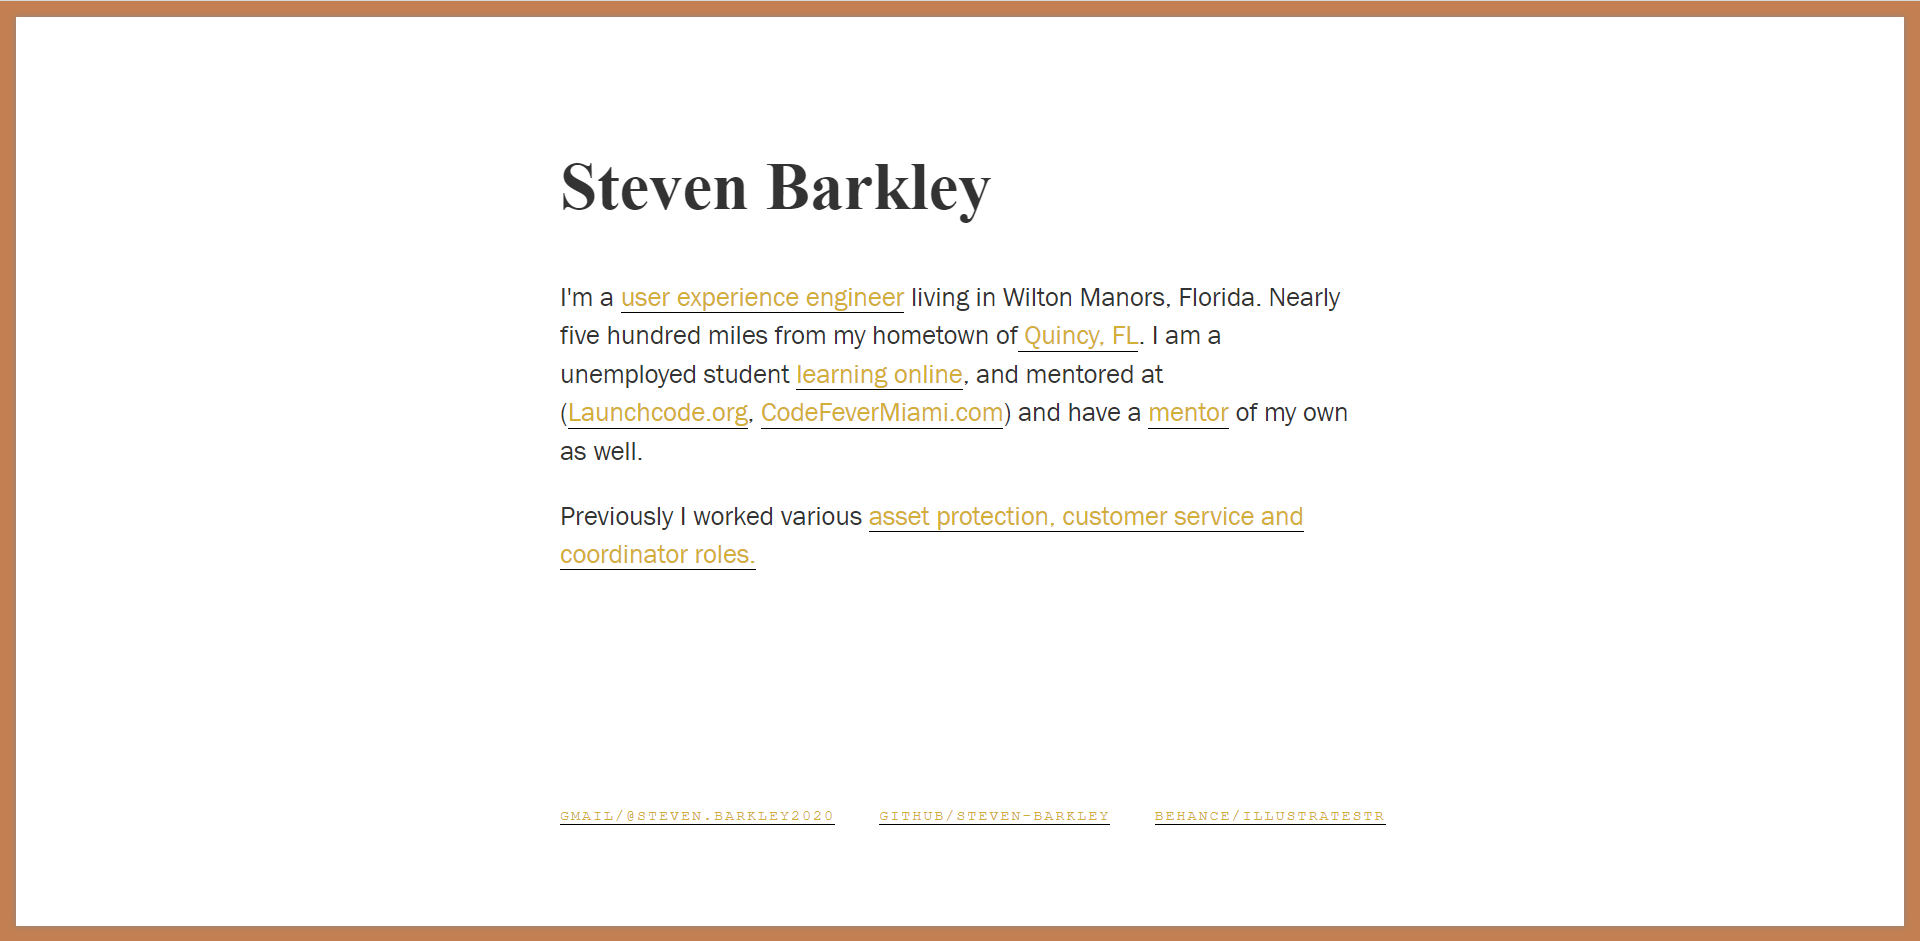 Steven Barkley
I'm a user experience engineer living in Wilton Manors, Florida. Nearly
five hundred miles from my hometown of Quincy, FL. I am a
unemployed student learning online, and mentored at
(Launchcode.org, CodeFeverMiami.com) and have a mentor of my own
as well.
Previously I worked various asset protection, customer service and
coordinator roles.
GMAIL/@STEVEN.BARKLEY2020 GITHUB/STEVEN-BARKLEY BEHANCE/ILLUSTRATESTR